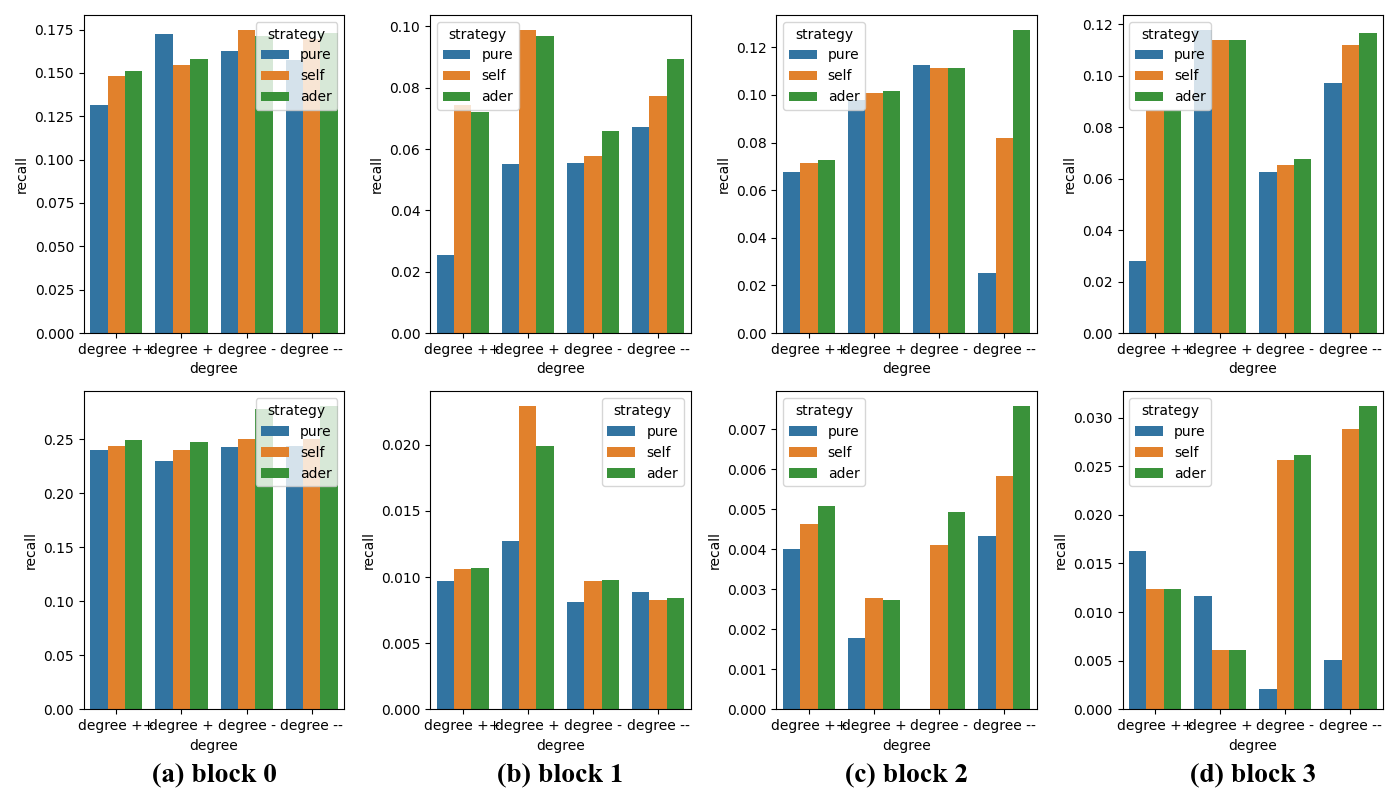 0.175
0.150
0.125
0.100
0.075
0.050
0.025
0.000
recall
strategy
pure
self
ader
degree ++
degree +
degree -
degree --
degree
0.10
0.08
0.06
0.04
0.02
0.00
recall
strategy
pure
self
ader
degree ++
degree +
degree -
degree --
degree
0.12
0.10
0.08
0.06
0.04
0.02
0.00
recall
strategy
pure
self
ader
degree ++
degree +
degree -
degree --
degree
0.12
0.10
0.08
0.06
0.04
0.02
0.00
recall
strategy
pure
self
ader
degree ++
degree +
degree -
degree --
degree
0.25
0.20
0.15
0.10
0.05
0.00
recall
strategy
pure
self
ader
degree ++
degree +
degree -
degree --
degree
(a) block 0
0.020
0.015
0.010
0.005
0.000
recall
strategy
pure
self
ader
degree ++
degree +
degree -
degree --
degree
(b) block 1
0.007
0.006
0.005
0.004
0.003
0.002
0.001
0.000
recall
strategy
pure
self
ader
degree ++
degree +
degree -
degree --
degree
(c) block 2
0.030
0.025
0.020
0.015
0.010
0.005
0.000
recall
strategy
pure
self
ader
degree ++
degree +
degree -
degree --
degree
(d) block 3